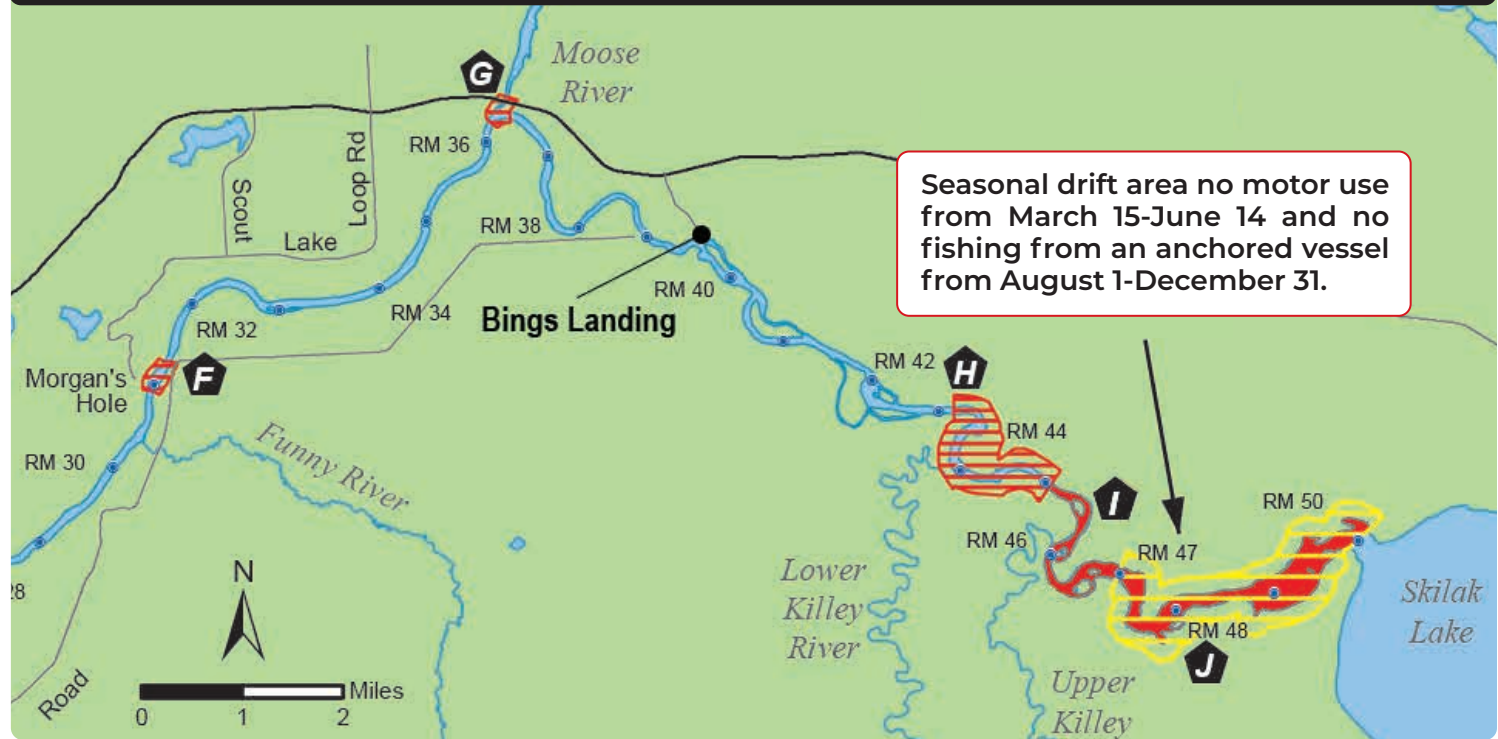 G
Moose
River
RM 36
Scout
Loop Rd
Lake
RM 38
Seasonal drift area no motor use
from March 15-June 14 and no
fishing from an anchored vessel
from August 1-December 31.
RM 40
Bings Landing
RM 34
RM 32
Morgan's
Hole
F
RM 42
H
RM 44
Funny River
RM 30
I
RM 50
RM 46
RM 47
Lower
Killey
River
Skilak
Lake
RM 48
J
28
N
Road
Miles
0 1 2
Upper
Killey